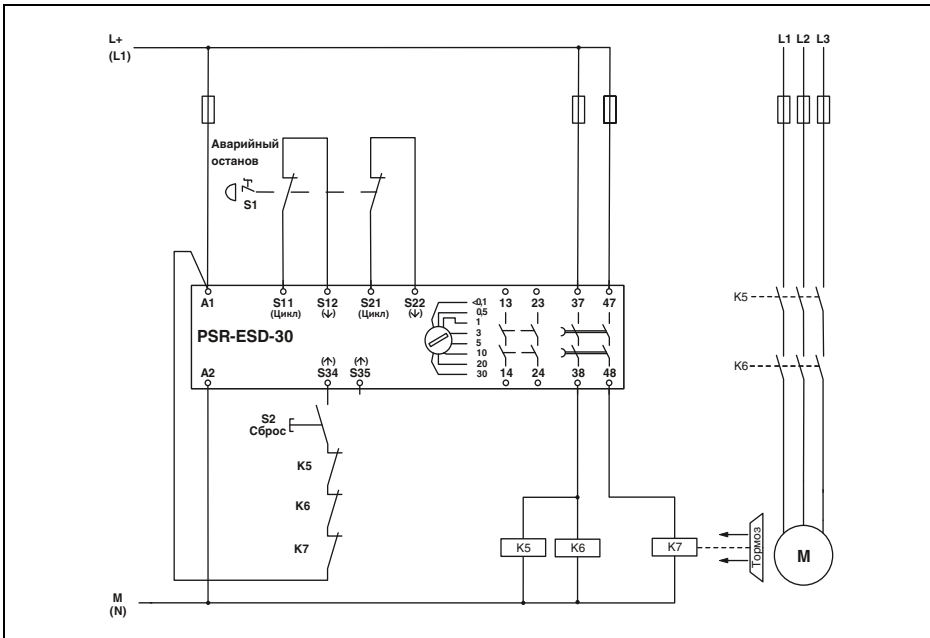 L+
(L1)
L1 L2 L3
Аварийный
останов
S1
A1
S11
(Цикл)
S12
(↓)
S21
(Цикл)
S22
(↓)
<0,1
0,5
1
3
5
10
20
30
13
23
37
47
PSR-ESD-30
A2
(↑)
S34
(↑)
S35
14
24
38
48
K5
K6
S2
Сброс
K5
K6
K7
K5
K6
K7
Тормоз
M
M
(N)